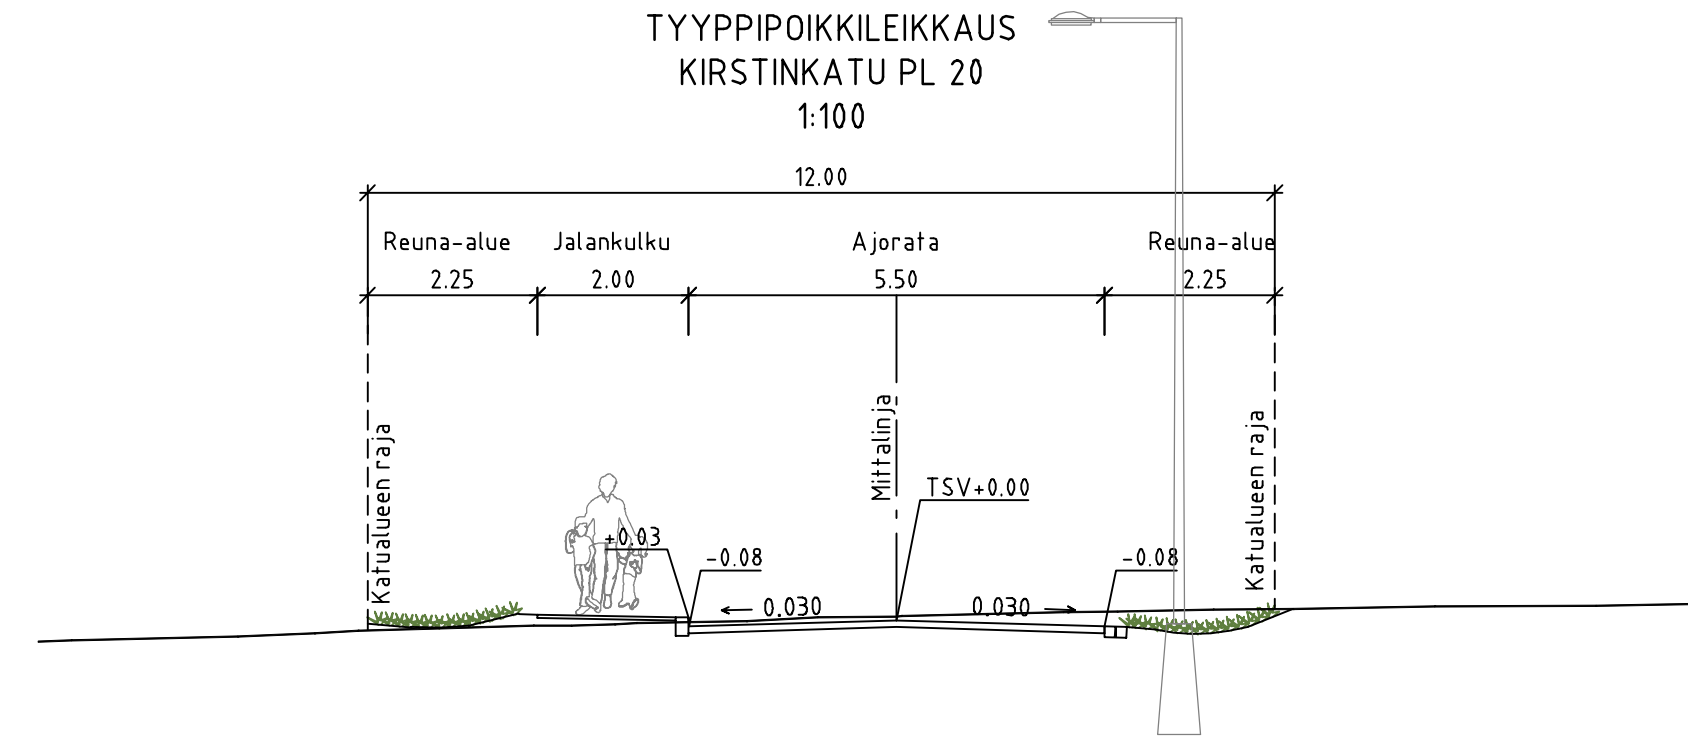 TYYPPIPOIKKILEIKKAUS
KIRSTINKATU PL 20
1:100
12.00
Reuna-alue Jalankulku Ajorata Reuna-alue
2.25 2.00 5.50 2.25
Katualueen raja
Mittalinja
Katualueen raja
TSV+0.00
+0.03
-0.08
-0.08
0.030
0.030